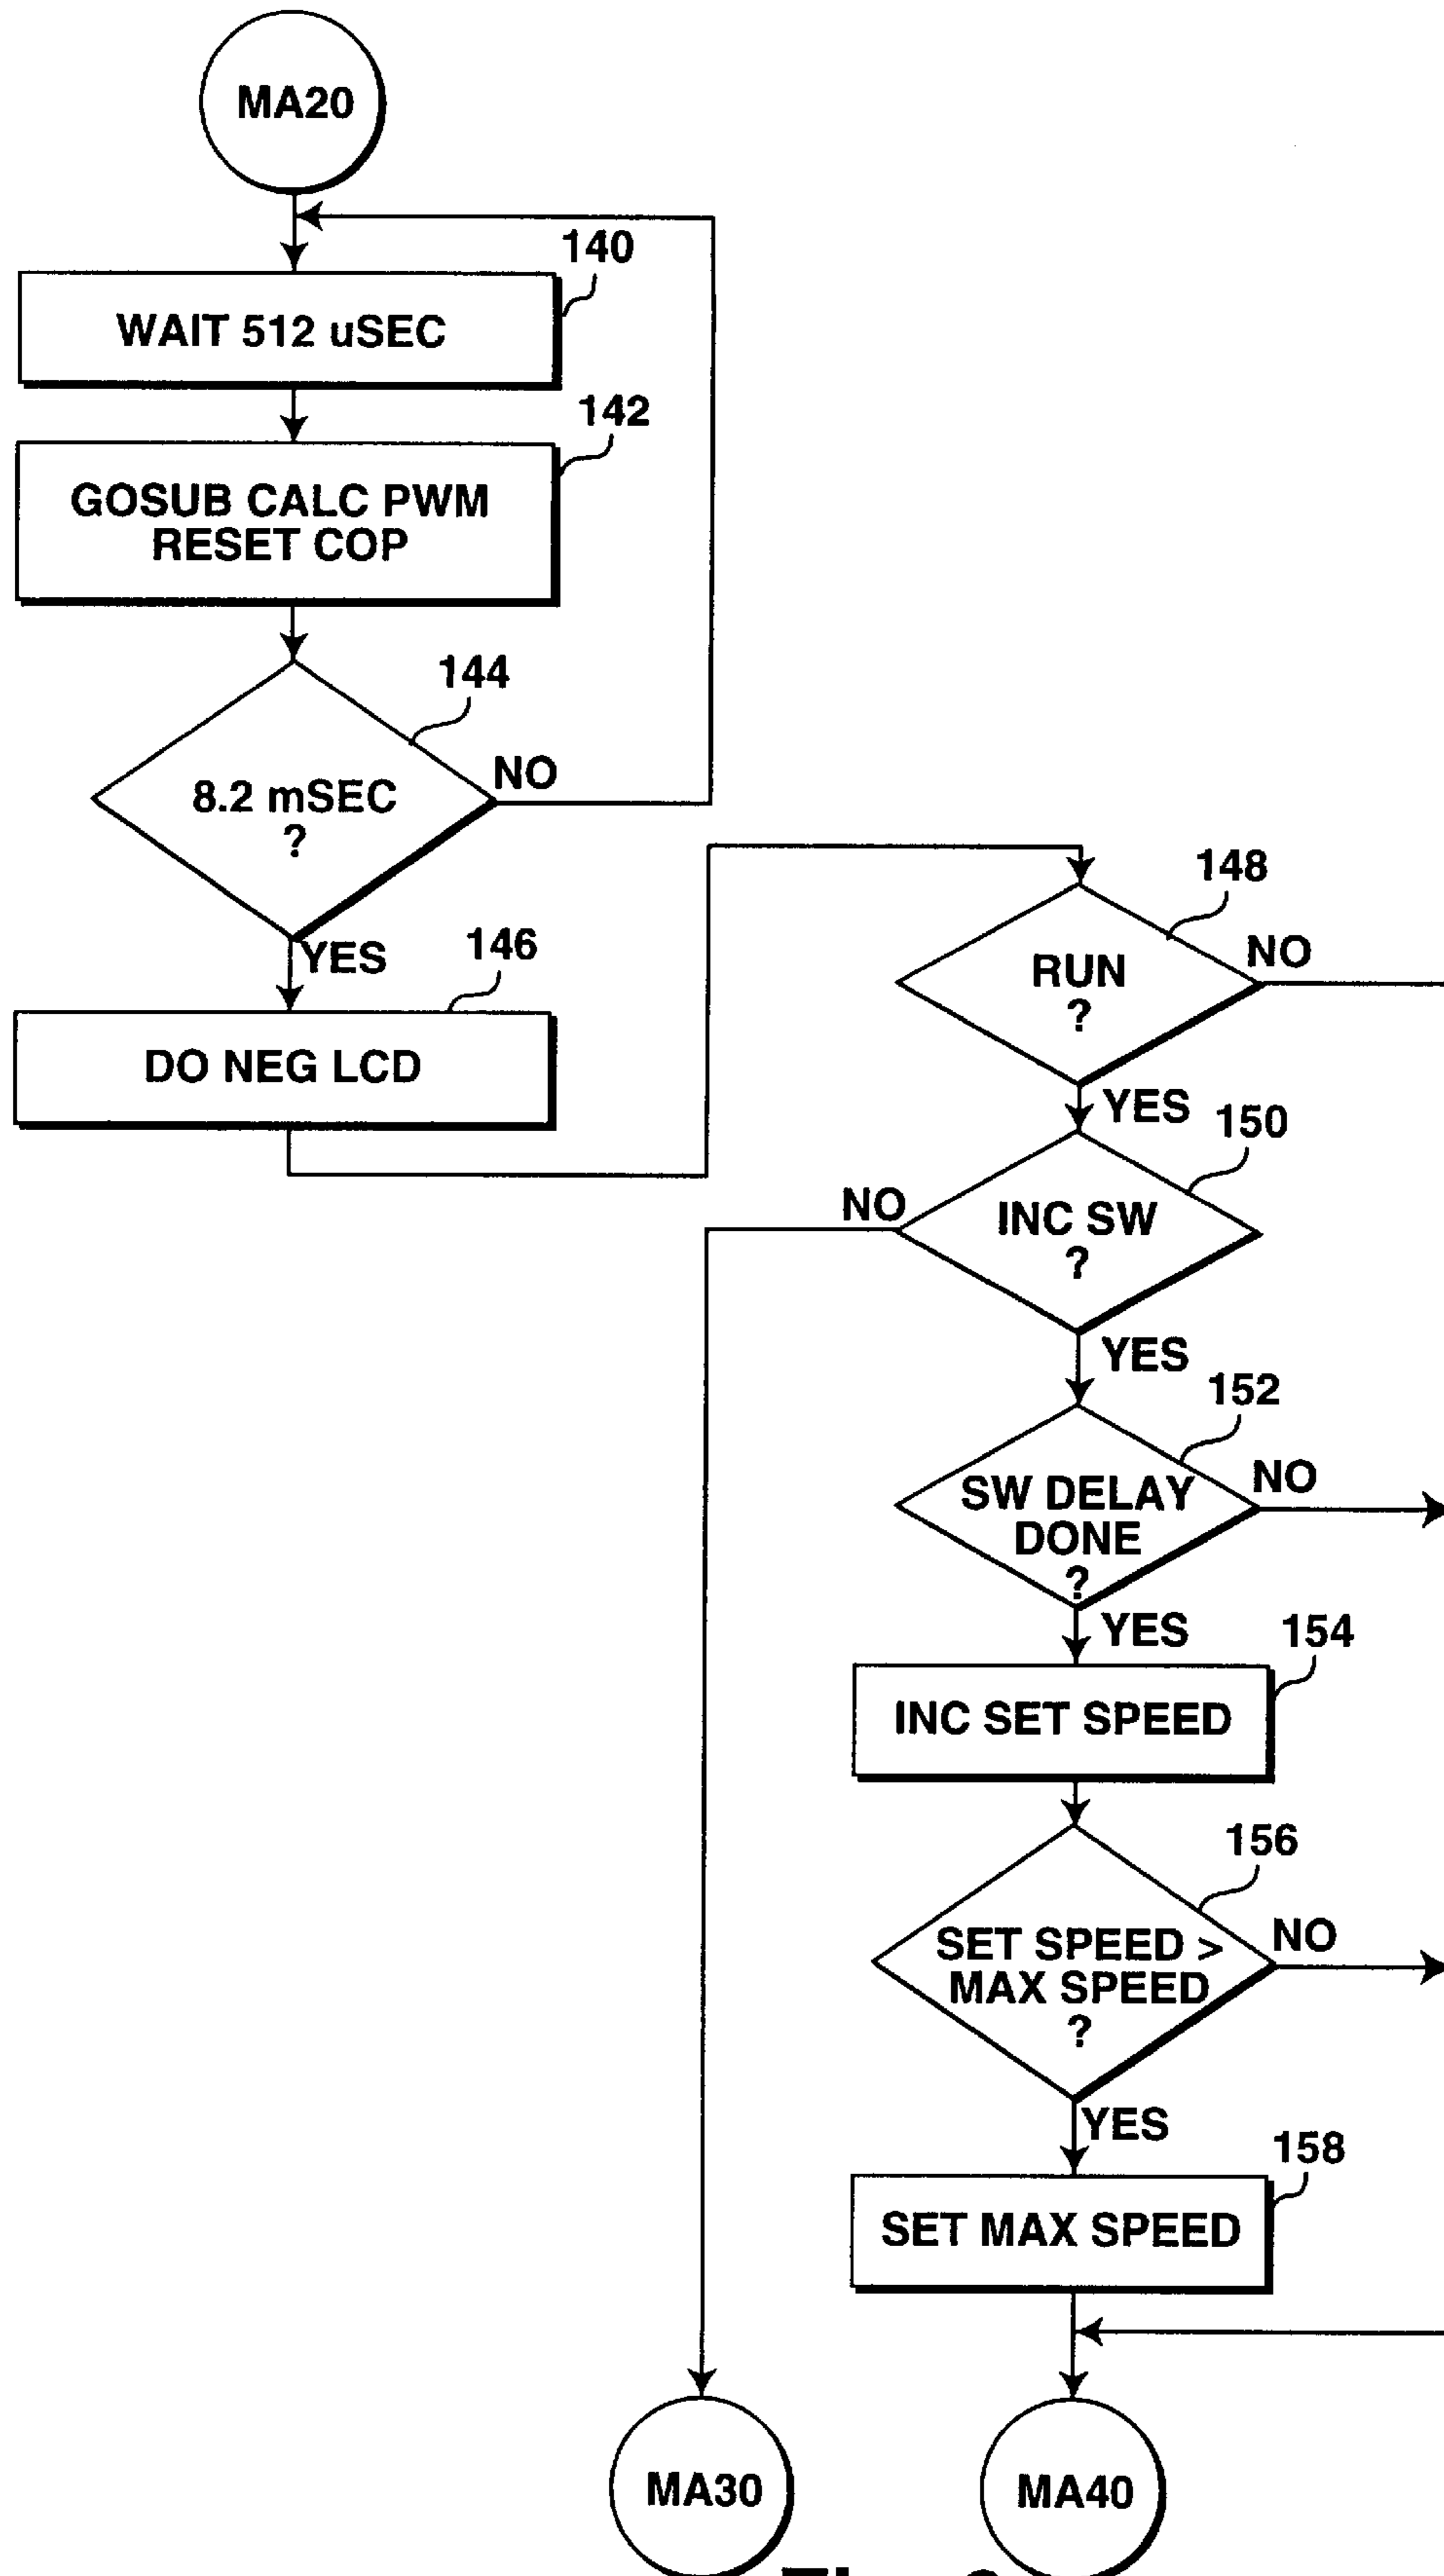 MA20
140
WAIT 512 uSEC
142
GOSUB CALC PWM
RESET COP
144
8.2 mSEC
?
NO
YES
146
DO NEG LCD
148
RUN
?
NO
YES
150
INC SW
?
NO
YES
152
SW DELAY
DONE
?
NO
YES
154
INC SET SPEED
156
SET SPEED >
MAX SPEED
?
NO
YES
158
SET MAX SPEED
MA30
MA40